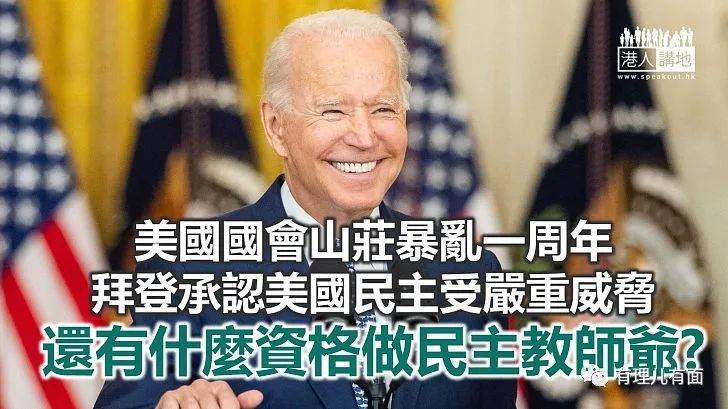 港人講地
www.speakout.hk
美國國會山莊暴亂一周年
拜登承認美國民主受嚴重威脅
還有什麼資格做民主教師爺?
有理儿有面